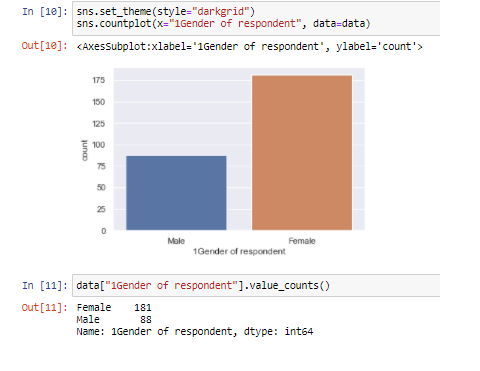 In [10]: sns.set_theme(style="darkgrid")
sns.countplot(x="1Gender of respondent", data=data)
Out[10]: <AxesSubplot:xlabel='1Gender of respondent', ylabel='count'>
175
150
125
100
75
50
25
0
count
Male Female
1Gender of respondent
In [11]: data["1Gender of respondent"].value_counts()
Out[11]: Female 181
Male 88
Name: 1Gender of respondent, dtype: int64